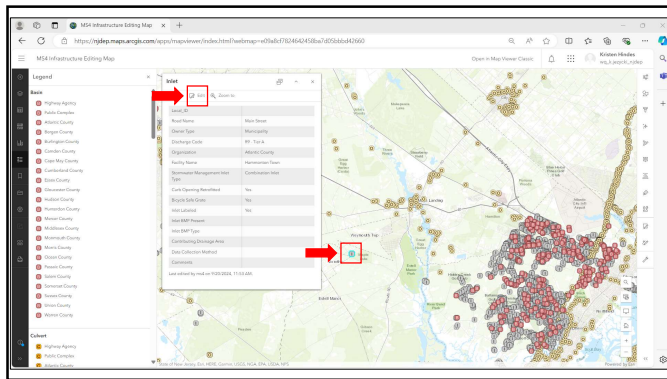 MS4 Infrastructure Editing Map
https://njdep.maps.arcgis.com/apps/mapviewer/index.html?webmap=e09a8cf7824642458ba7d05bbbd42660
MS4 Infrastructure Editing Map
Open in Map Viewer Classic
Kristen Hindes
Legend
Basin
Highway Agency
Public Complex
Atlantic County
Bergen County
Burlington County
Camden County
Cape May County
Cumberland County
Essex County
Gloucester County
Hudson County
Hunterdon County
Mercer County
Middlesex County
Monmouth County
Morris County
Ocean County
Passaic County
Salem County
Somerset County
Sussex County
Union County
Warren County
Culvert
Highway Agency
Public Complex
Atlantic County
Inlet
Edit
Zoom to
Local_ID
Road Name Main Street
Owner Type Municipality
Discharge Code R9 - Tier A
Organization Atlantic County
Facility Name Hammonton Town
Stormwater Management Inlet Type Combination Inlet
Curb Opening Retrofitted Yes
Bicycle Safe Grate Yes
Inlet Labeled Yes
Inlet BMP Present
Inlet BMP Type
Contributing Drainage Area
Data Collection Method
Comments
Weymouth Twp
Estell Manor
Powered by Esri